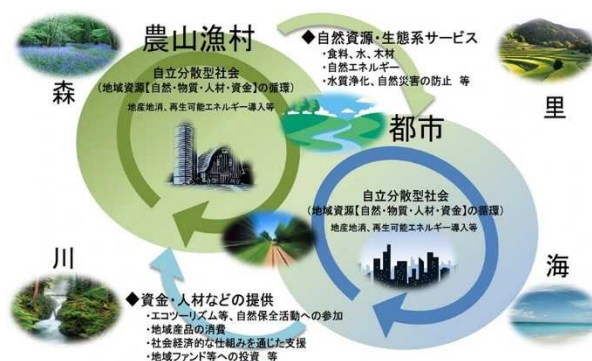 農山漁村
自立分散型社会
(地域資源【自然・物質・人材・資金】の循環)
地産地消、再生可能エネルギー導入等
森
◆自然資源・生態系サービス
・食料、水、木材
・自然エネルギー
・水質浄化、自然災害の防止 等
里
都市
自立分散型社会
(地域資源【自然・物質・人材・資金】の循環)
地産地消、再生可能エネルギー導入等
川
◆資金・人材などの提供
・エコツーリズム等、自然保全活動への参加
・地域産品の消費
・社会経済的な仕組みを通じた支援
・地域ファンド等への投資 等
海